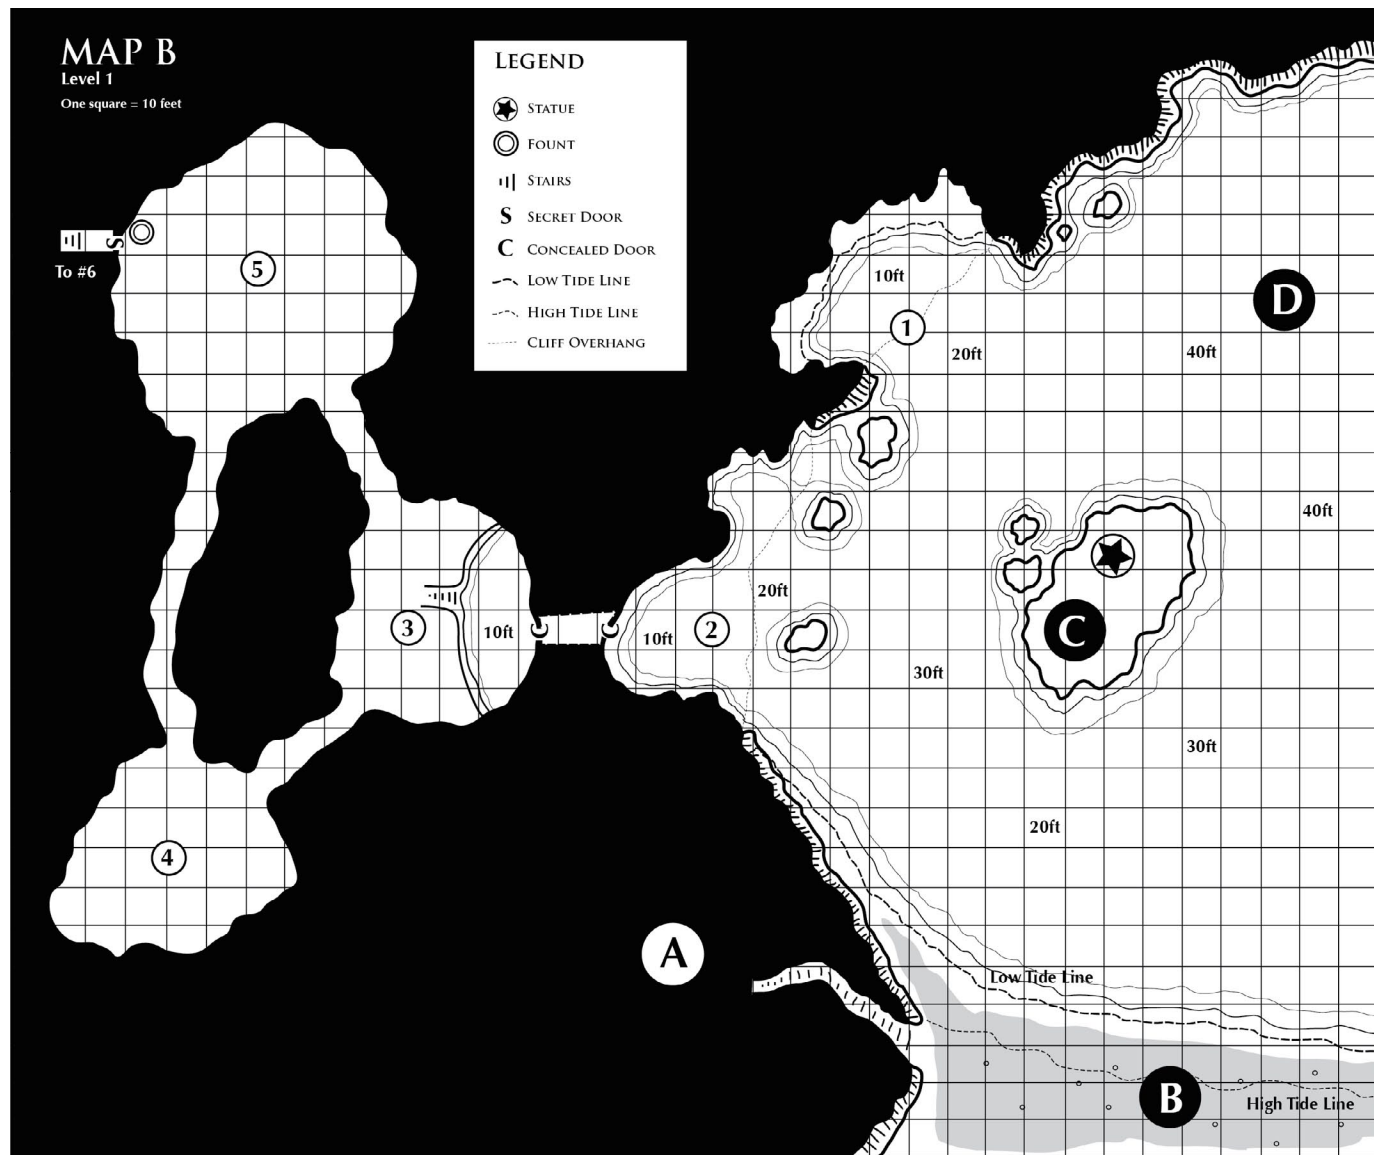 MAP B
Level 1
One square = 10 feet
LEGEND
STATUE
FOUNT
STAIRS
S SECRET DOOR
C CONCEALED DOOR
LOW TIDE LINE
HIGH TIDE LINE
CLIFF OVERHANG
S
To #6
5
10ft
1
20ft
D
40ft
40ft
20ft
3
10ft
C
C
10ft
2
C
30ft
30ft
20ft
4
A
Low Tide Line
B
High Tide Line